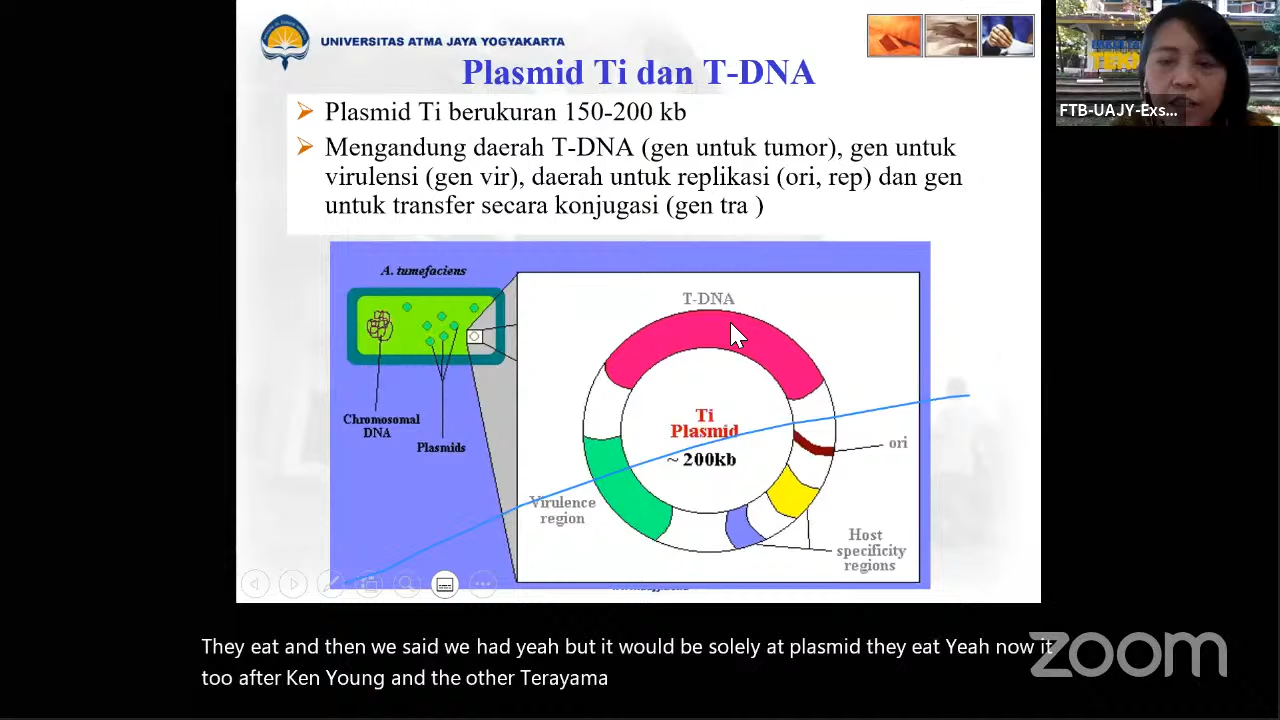 UNIVERSITAS ATMA JAYA YOGYAKARTA
Plasmid Ti dan T-DNA
Plasmid Ti berukuran 150-200 kb
Mengandung daerah T-DNA (gen untuk tumor), gen untuk
virulensi (gen vir), daerah untuk replikasi (ori, rep) dan gen
untuk transfer secara konjugasi (gen tra )
A. tumefaciens
Chromosomal
DNA
Plasmids
T-DNA
Ti
Plasmid
~ 200kb
ori
Virulence
region
Host
specificity
regions
FTB-UAJY-Exs...
They eat and then we said we had yeah but it would be solely at plasmid they eat Yeah now it
too after Ken Young and the other Terayama
zoom